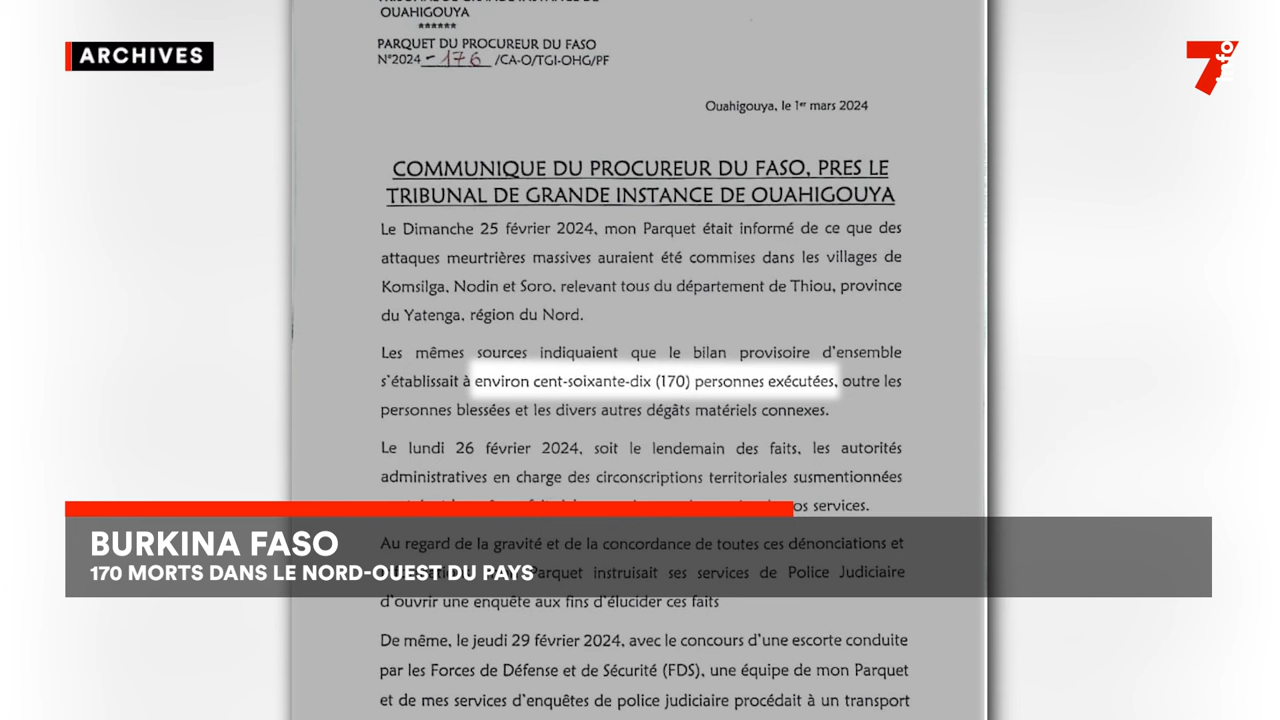 TRIBUNAL DE GRANDE INSTANCE DE
OUAHIGOUYA
******
PARQUET DU PROCUREUR DU FASO
N°2024 - 176 /CA-O/TGI-OHG/PF
ARCHIVES
7
info
Ouahigouya, le 1er mars 2024
COMMUNIQUE DU PROCUREUR DU FASO, PRES LE
TRIBUNAL DE GRANDE INSTANCE DE OUAHIGOUYA
Le Dimanche 25 février 2024, mon Parquet était informé de ce que des
attaques meurtrières massives auraient été commises dans les villages de
Komsilga, Nodin et Soro, relevant tous du département de Thiou, province
du Yatenga, région du Nord.
Les mêmes sources indiquaient que le bilan provisoire d'ensemble
s'établissait à environ cent-soixante-dix (170) personnes exécutées, outre les
personnes blessées et les divers autres dégâts matériels connexes.
Le lundi 26 février 2024, soit le lendemain des faits, les autorités
administratives en charge des circonscriptions territoriales susmentionnées
services.
BURKINA FASO
170 MORTS DANS LE NORD-OUEST DU PAYS
Au regard de la gravité et de la concordance de toutes ces dénonciations et
Parquet instruisait ses services de Police Judiciaire
d'ouvrir une enquête aux fins d'élucider ces faits
De même, le jeudi 29 février 2024, avec le concours d'une escorte conduite
par les Forces de Défense et de Sécurité (FDS), une équipe de mon Parquet
et de mes services d'enquêtes de police judiciaire procédait à un transport